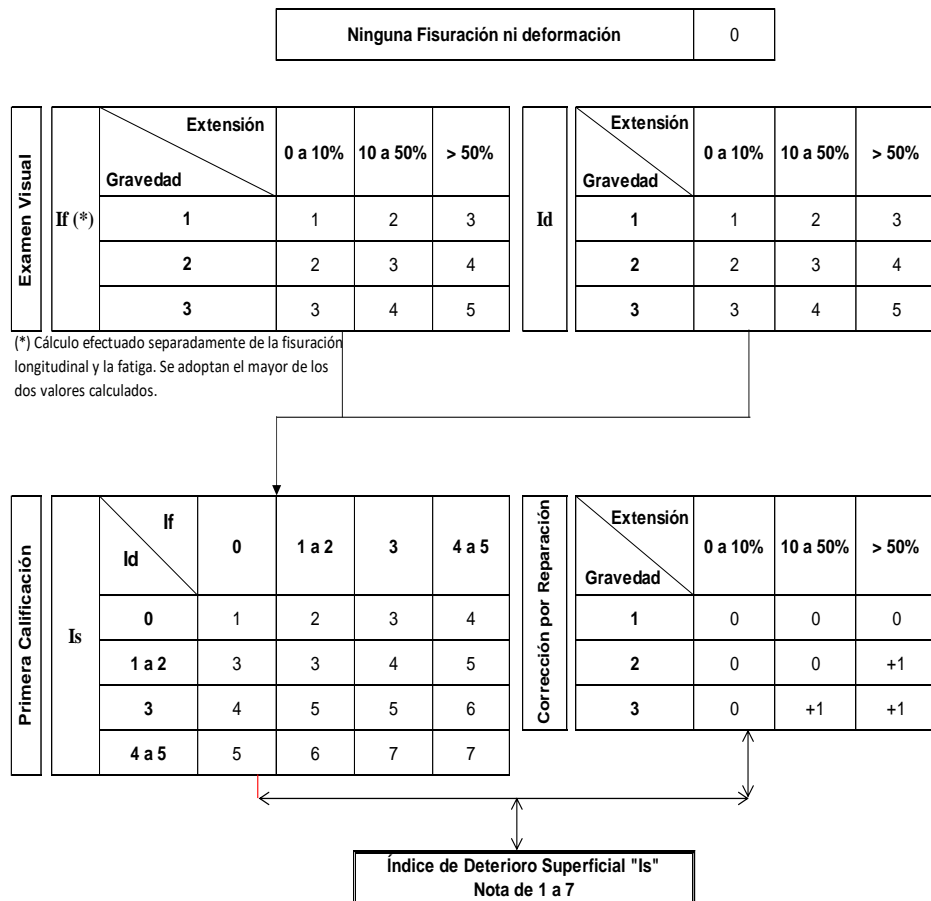 Ninguna Fisuración ni deformación 0
Examen Visual
If (*)
Extensión
Gravedad
0 a 10% 10 a 50% > 50%
1 1 2 3
2 2 3 4
3 3 4 5
Id
Extensión
Gravedad
0 a 10% 10 a 50% > 50%
1 1 2 3
2 2 3 4
3 3 4 5
(*) Cálculo efectuado separadamente de la fisuración
longitudinal y la fatiga. Se adoptan el mayor de los
dos valores calculados.
Primera Calificación
Is
If
Id
0 1 a 2 3 4 a 5
0 1 2 3 4
1 a 2 3 3 4 5
3 4 5 5 6
4 a 5 5 6 7 7
Corrección por Reparación
Extensión
Gravedad
0 a 10% 10 a 50% > 50%
1 0 0 0
2 0 0 +1
3 0 +1 +1
Índice de Deterioro Superficial "Is"
Nota de 1 a 7